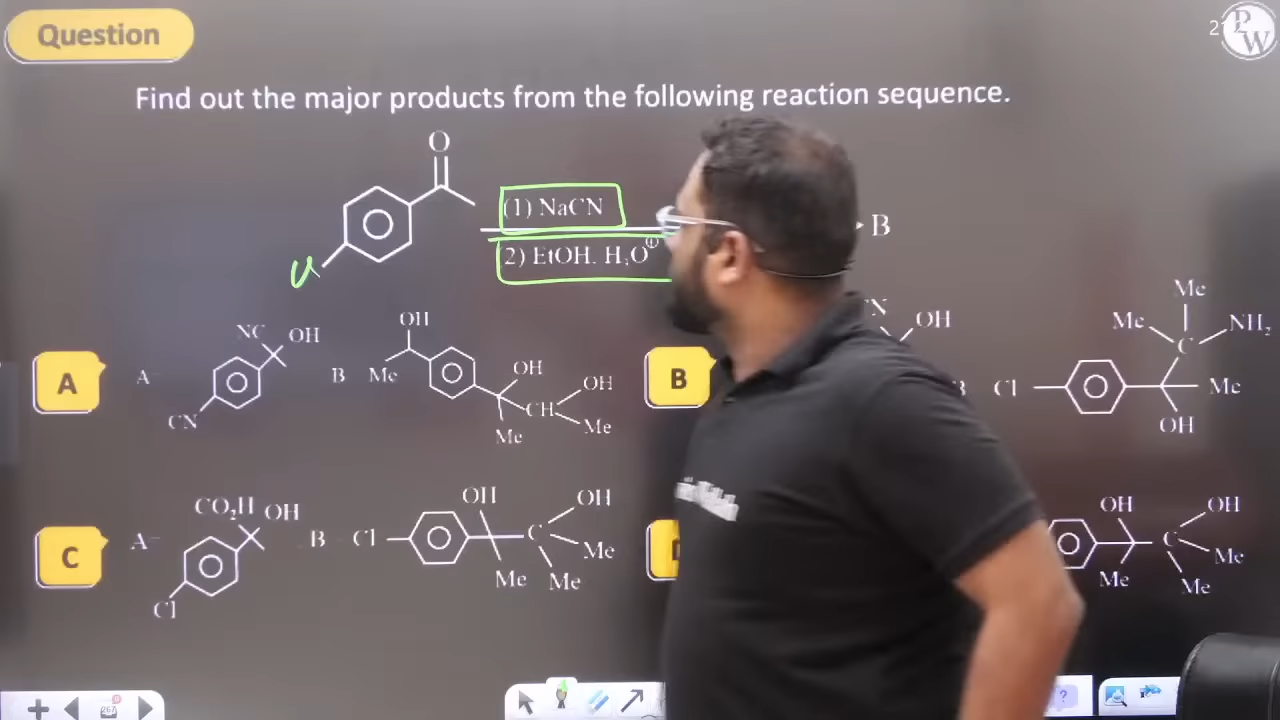 Question
PW
Find out the major products from the following reaction sequence.
O
(1) NaCN
(2) EtOH. H₃O⊕
B
Cl
A
A
NC OH
CN
B
OH
Me
OH
CH
OH
Me
Me
B
OH
Cl
Me
Me
NH₂
C
Me
OH
C
A
CO₂H OH
Cl
B
Cl
OH
C
OH
Me
Me
Me
OH
C
OH
Me
Me
Me